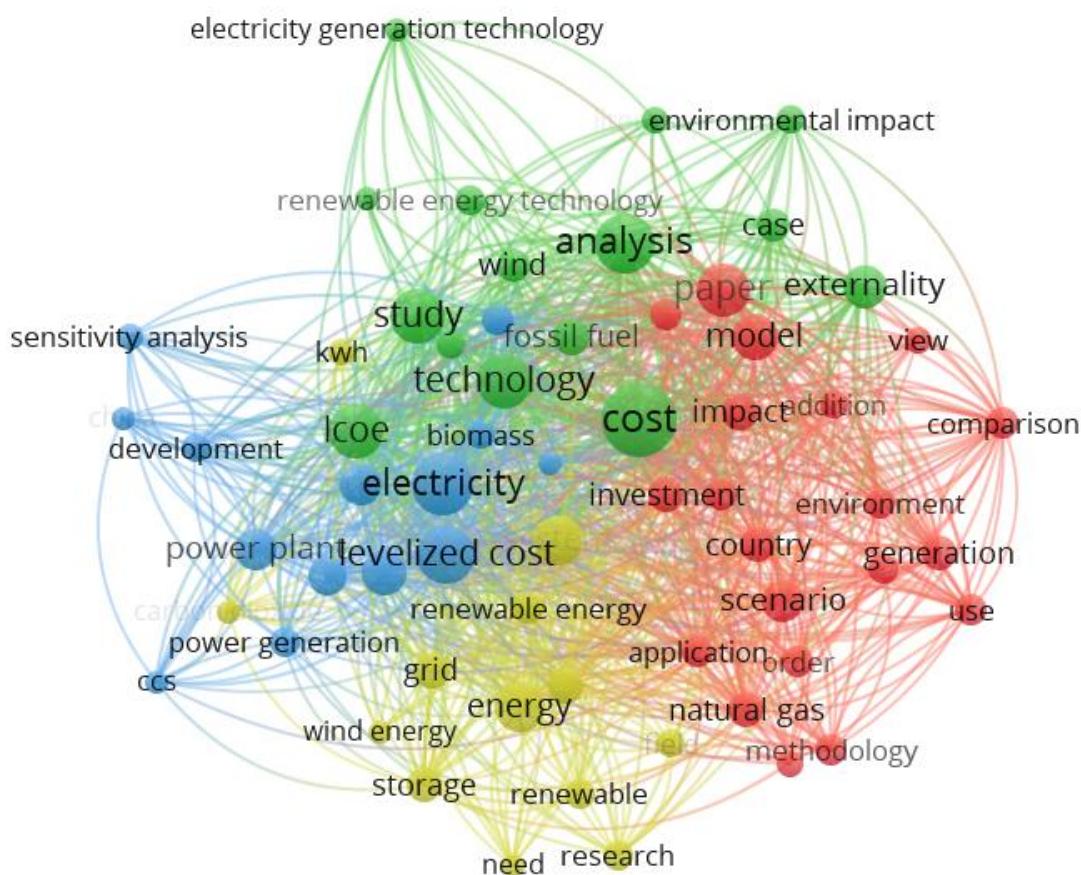 electricity generation technology
environmental impact
renewable energy technology
case
analysis
wind
externality
paper
study
model
fossil fuel
view
sensitivity analysis
kwh
technology
cost
impact
addition
comparison
lcoe
biomass
development
electricity
investment
environment
power plant
levelized cost
country
generation
scenario
renewable energy
use
power generation
application
order
grid
ccs
energy
natural gas
wind energy
field
methodology
storage
renewable
need
research